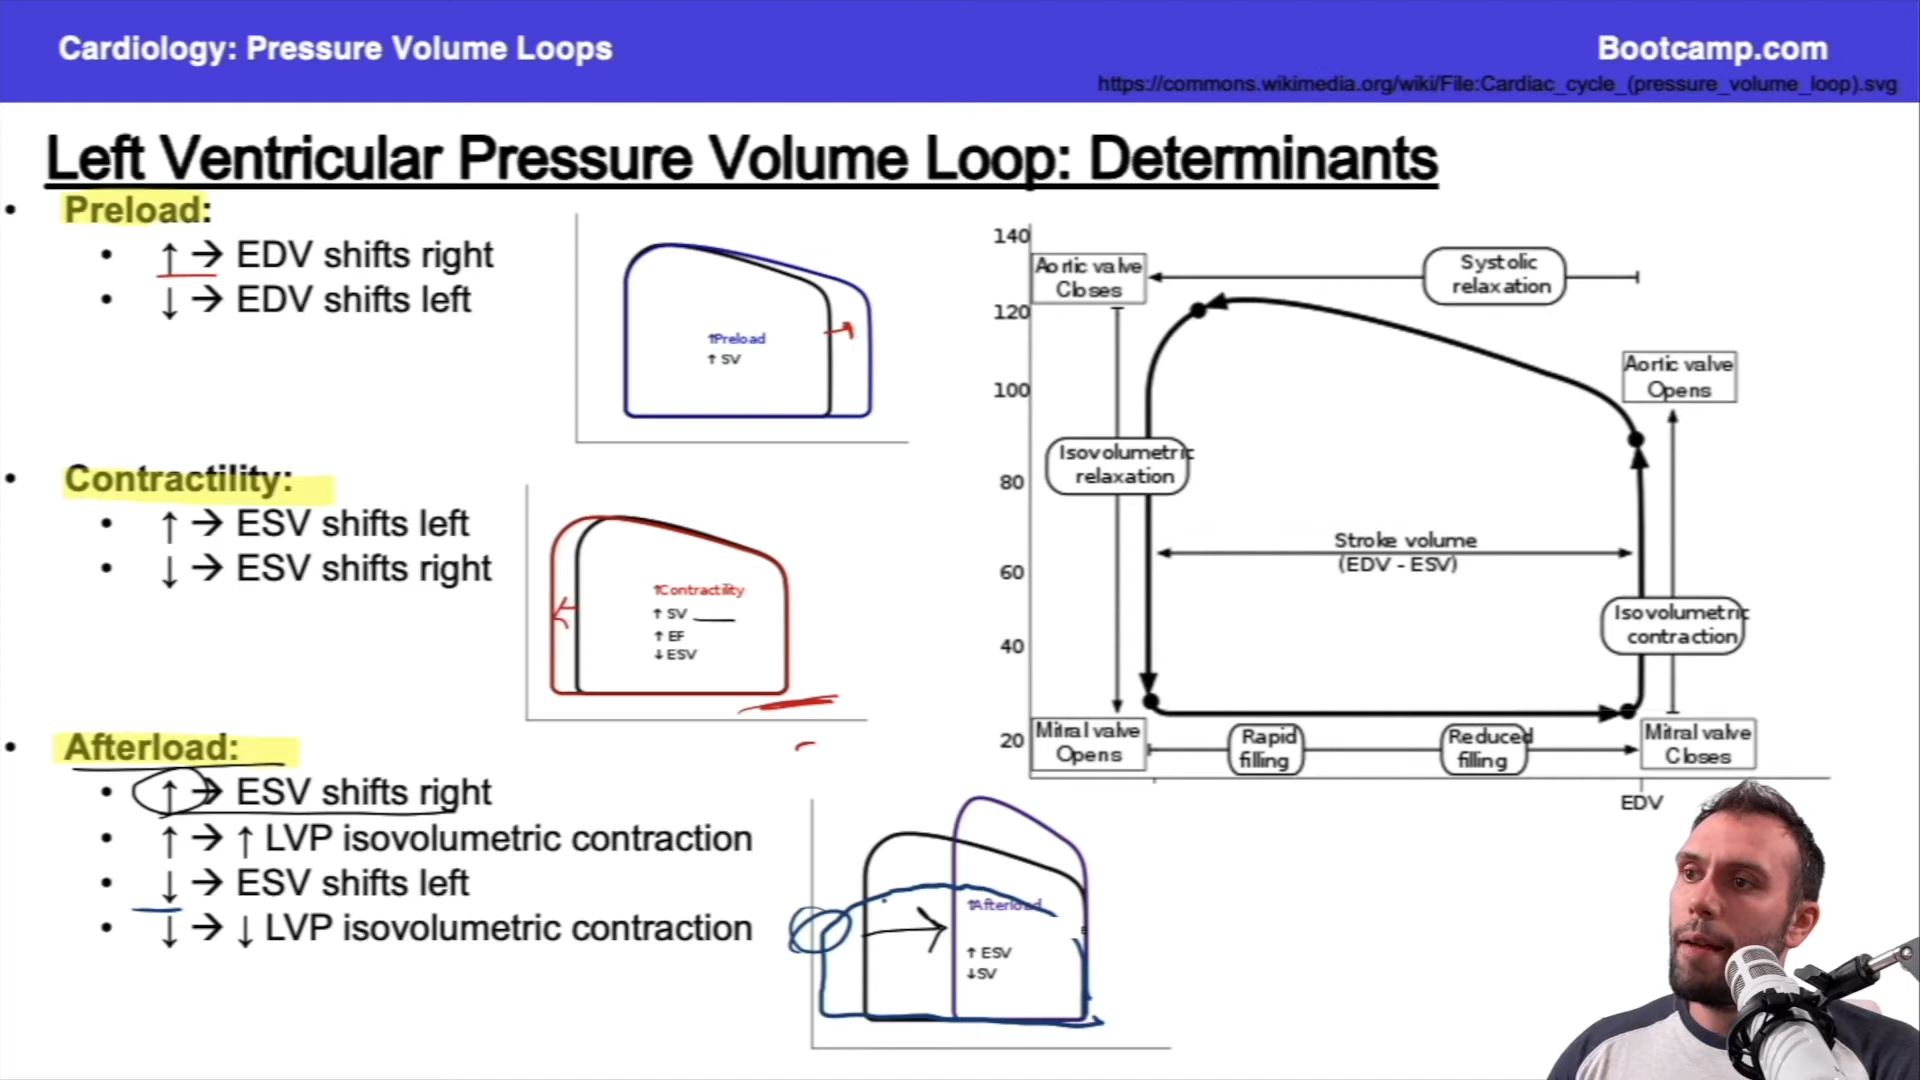 Cardiology: Pressure Volume Loops
Bootcamp.com
https://commons.wikimedia.org/wiki/File:Cardiac_cycle_(pressure_volume_loop).svg
Left Ventricular Pressure Volume Loop: Determinants
• Preload:
• ↑ → EDV shifts right
• ↓ → EDV shifts left
↑Preload
↑ SV
• Contractility:
• ↑ → ESV shifts left
• ↓ → ESV shifts right
↑Contractility
↑ SV
↑ EF
↓ ESV
• Afterload:
• ↑ → ESV shifts right
• ↑ → ↑ LVP isovolumetric contraction
• ↓ → ESV shifts left
• ↓ → ↓ LVP isovolumetric contraction
↑Afterload
↑ ESV
↓SV
140
120
100
80
60
40
20
Aortic valve
Closes
Systolic
relaxation
Aortic valve
Opens
Isovolumetric
relaxation
Stroke volume
(EDV - ESV)
Isovolumetric
contraction
Mitral valve
Opens
Rapid
filling
Reduced
filling
Mitral valve
Closes
EDV